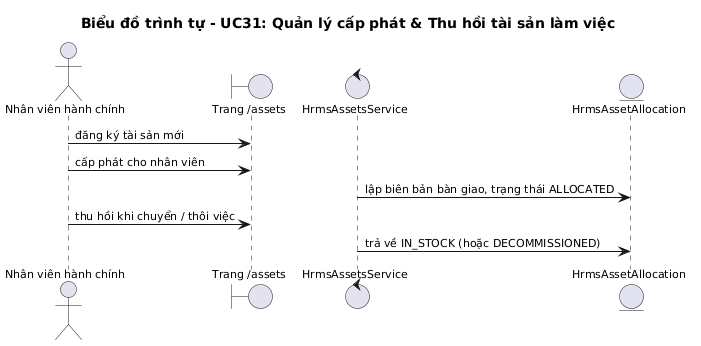 Biểu đồ trình tự - UC31: Quản lý cấp phát & Thu hồi tài sản làm việc
Nhân viên hành chính
Trang /assets
HrmsAssetsService
HrmsAssetAllocation
đăng ký tài sản mới
cấp phát cho nhân viên
lập biên bản bàn giao, trạng thái ALLOCATED
thu hồi khi chuyển / thôi việc
trả về IN_STOCK (hoặc DECOMMISSIONED)
Nhân viên hành chính
Trang /assets
HrmsAssetsService
HrmsAssetAllocation